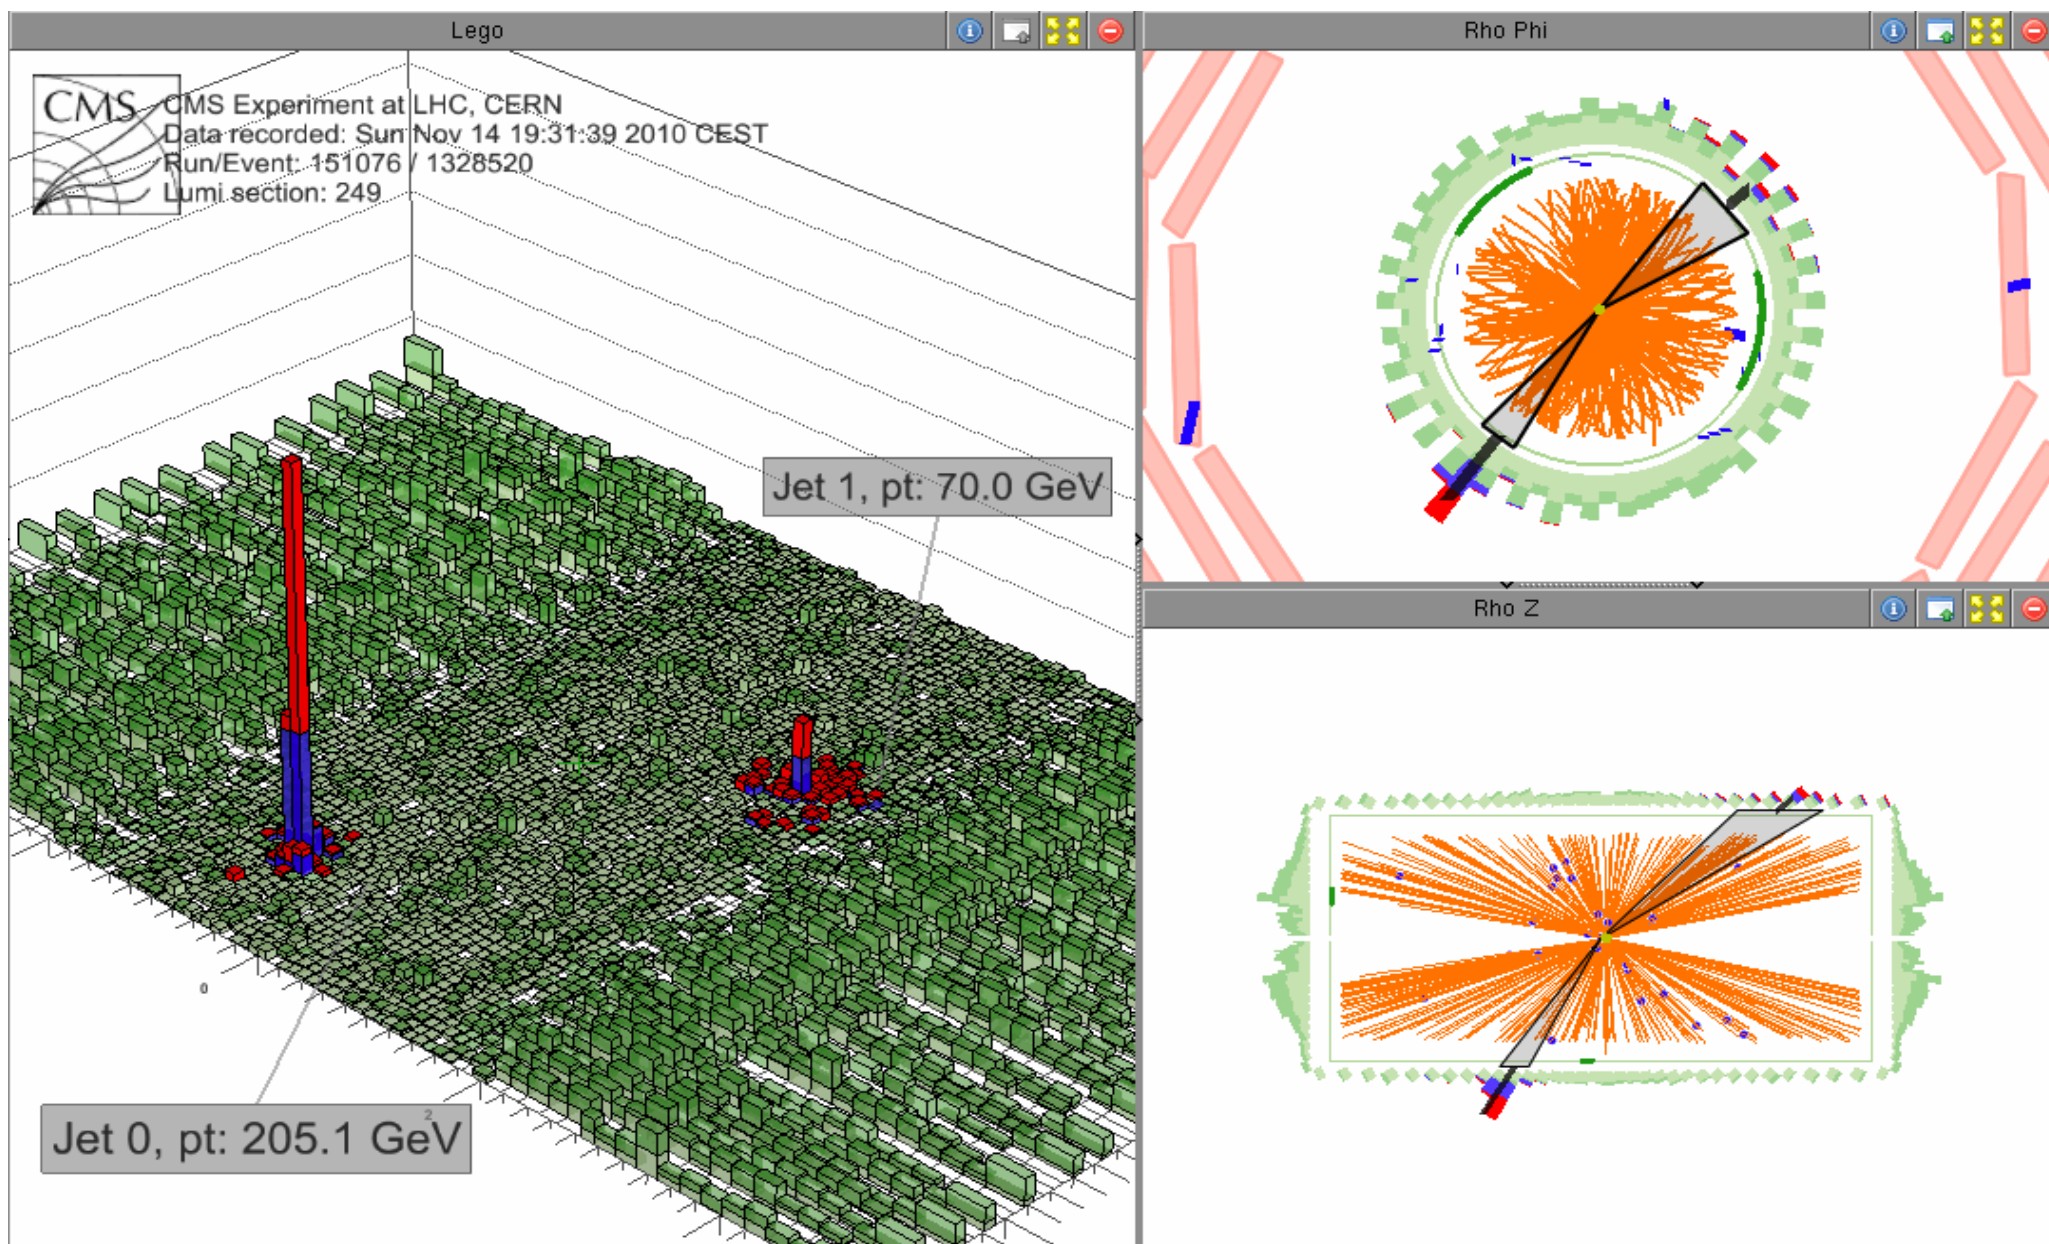 Lego
CMS
CMS Experiment at LHC, CERN
Data recorded: Sun Nov 14 19:31:39 2010 CEST
Run/Event: 151076 / 1328520
Lumi section: 249
Jet 1, pt: 70.0 GeV
0
2
Jet 0, pt: 205.1 GeV
Rho Phi
Rho Z